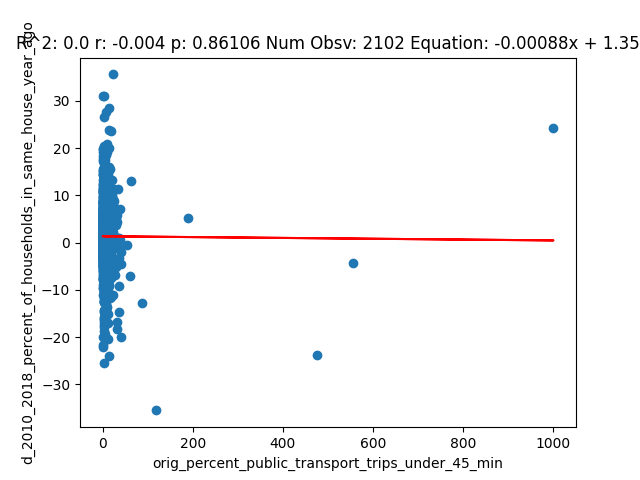 R^2: 0.0 r: -0.004 p: 0.86106 Num Obsv: 2102 Equation: -0.00088x + 1.35
d_2010_2018_percent_of_households_in_same_house_year_ago
30
20
10
0
−10
−20
−30
0 200 400 600 800 1000
orig_percent_public_transport_trips_under_45_min